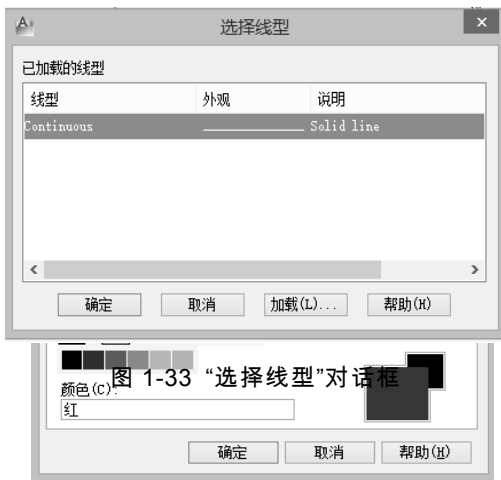 选择线型
已加载的线型
线型 外观 说明
Continuous Solid line
确定 取消 加载(L)... 帮助(H)
图 1-33 “选择线型”对话框
颜色(C):
红
确定 取消 帮助(H)